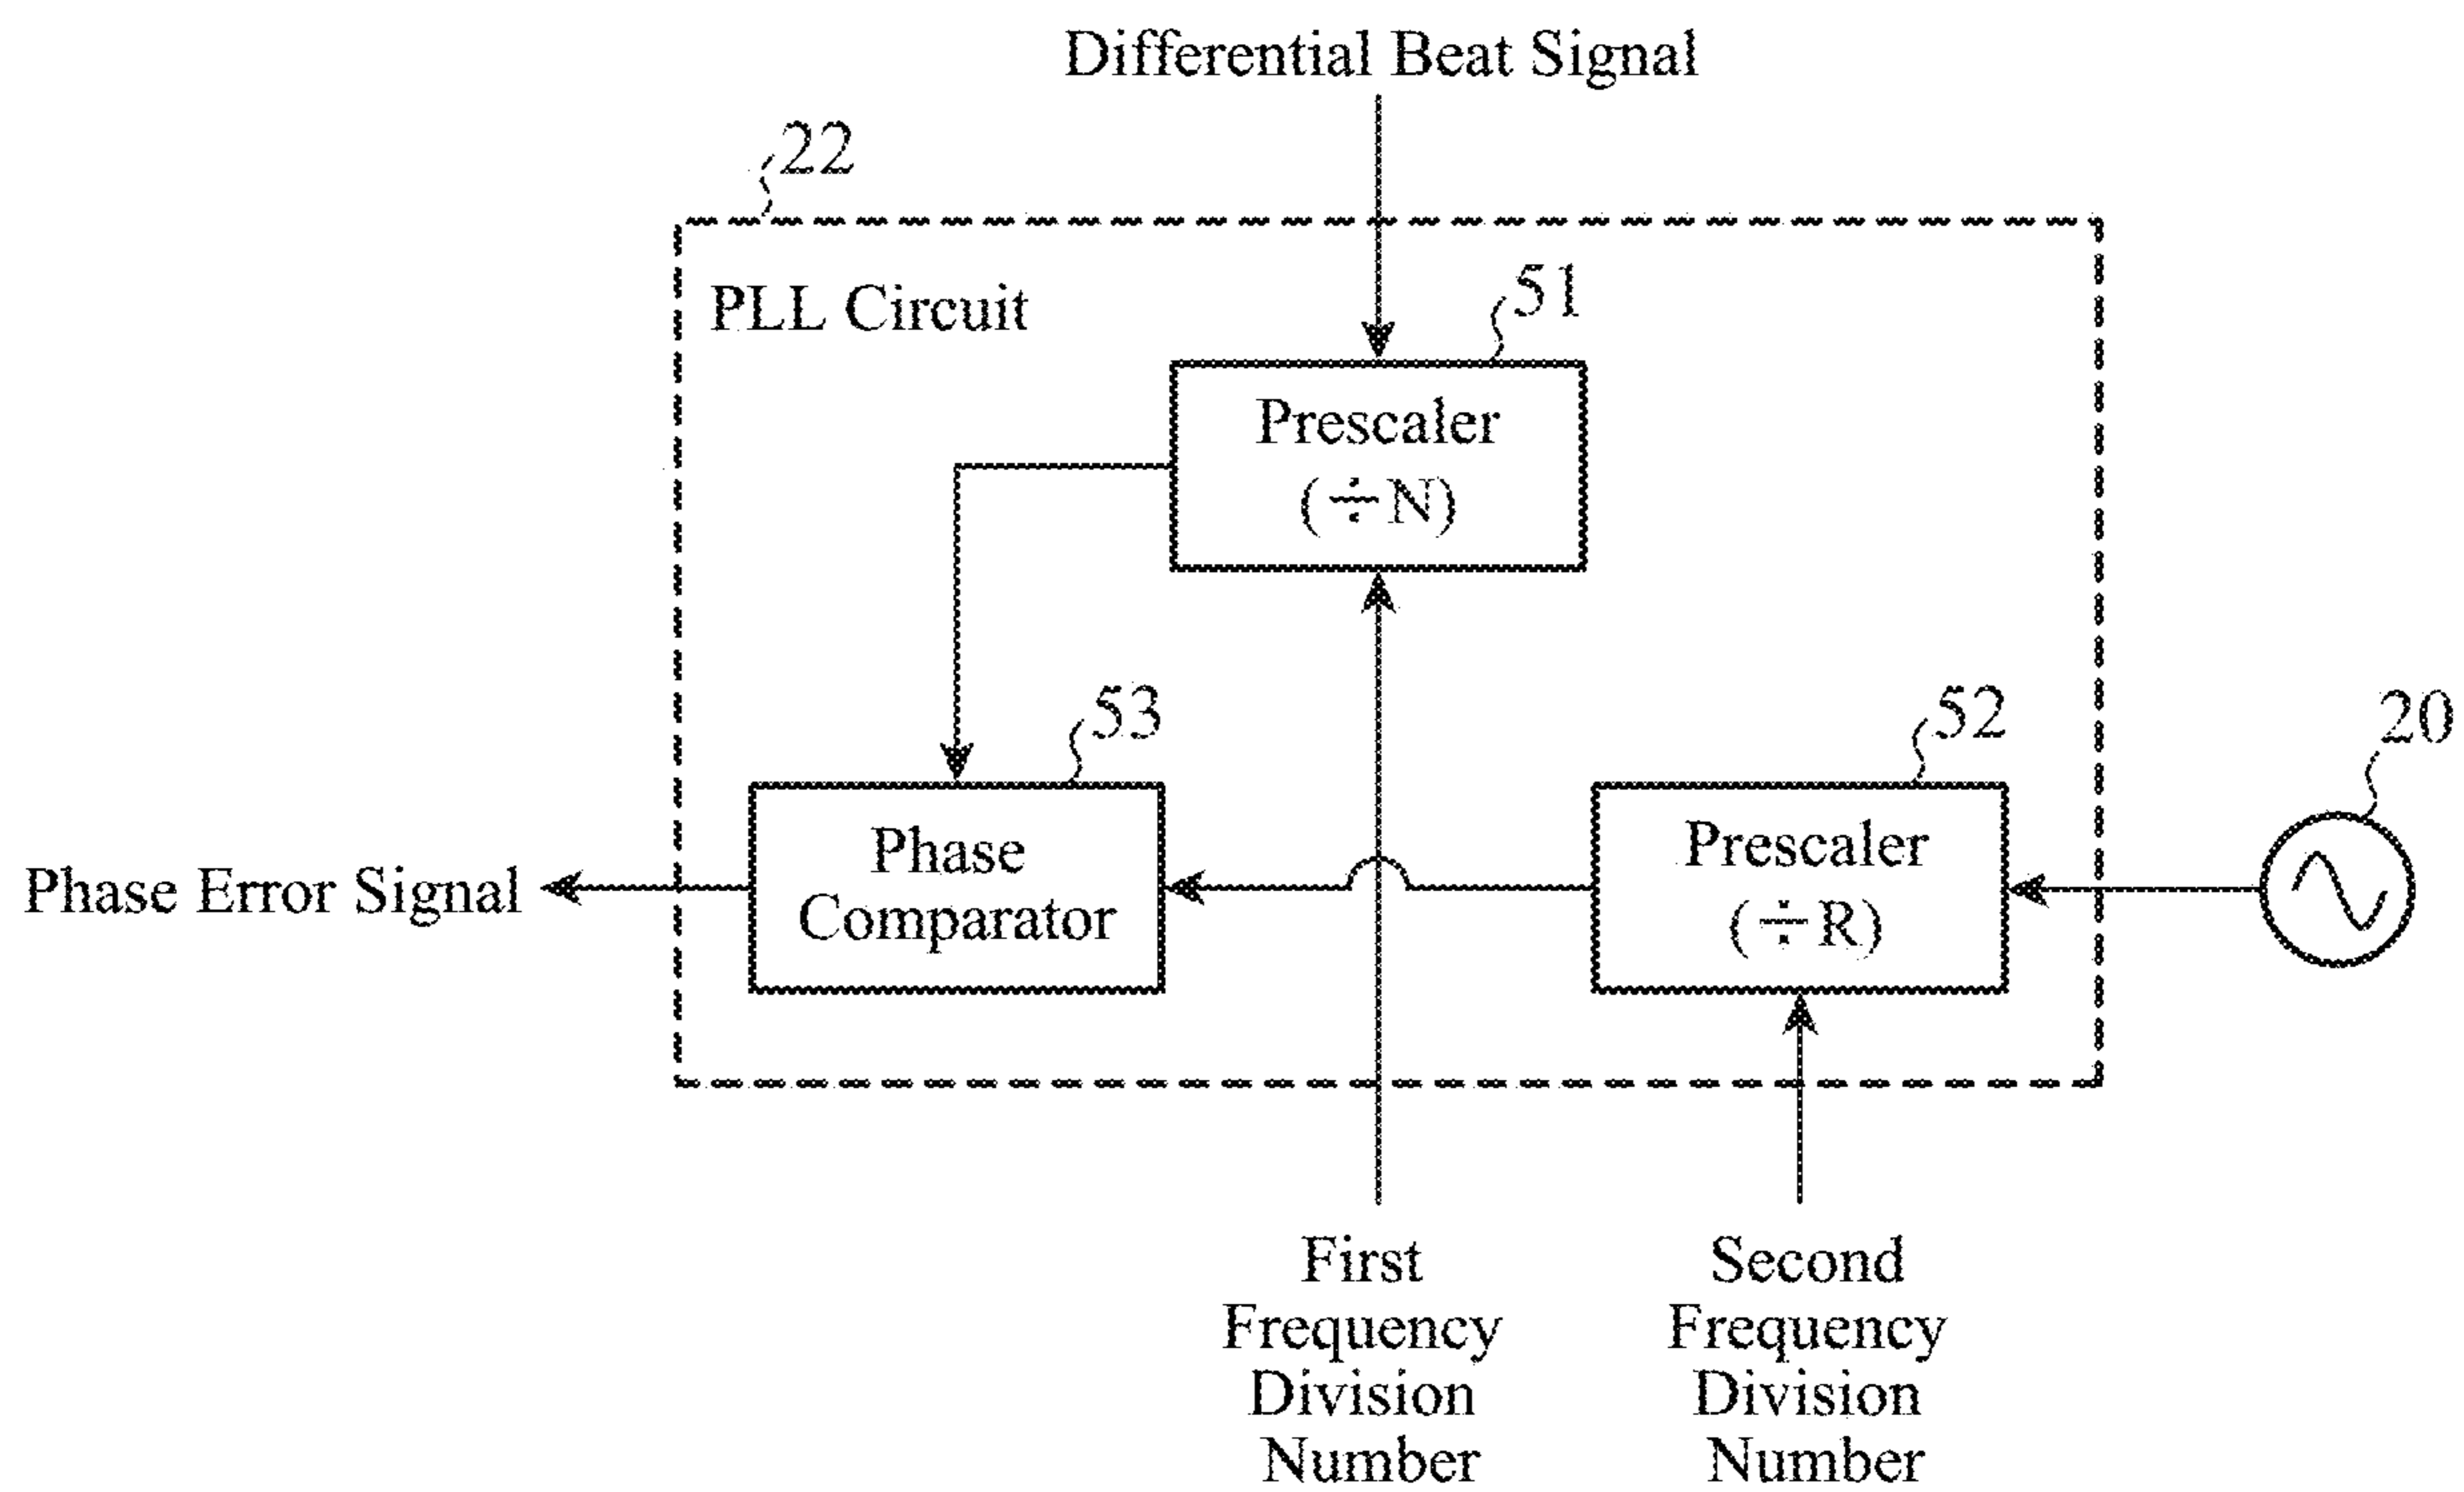 Differential Beat Signal
22
PLL Circuit
51
Prescaler
(÷N)
53
52
20
Phase
Comparator
Prescaler
(÷R)
Phase Error Signal
First
Frequency
Division
Number
Second
Frequency
Division
Number